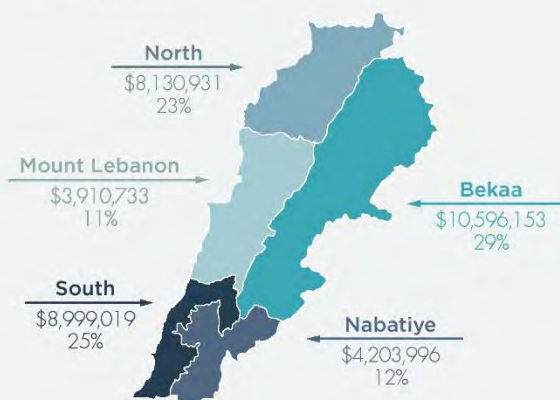 North
$8,130,931
23%
Mount Lebanon
$3,910,733
11%
Bekaa
$10,596,153
29%
South
$8,999,019
25%
Nabatiye
$4,203,996
12%